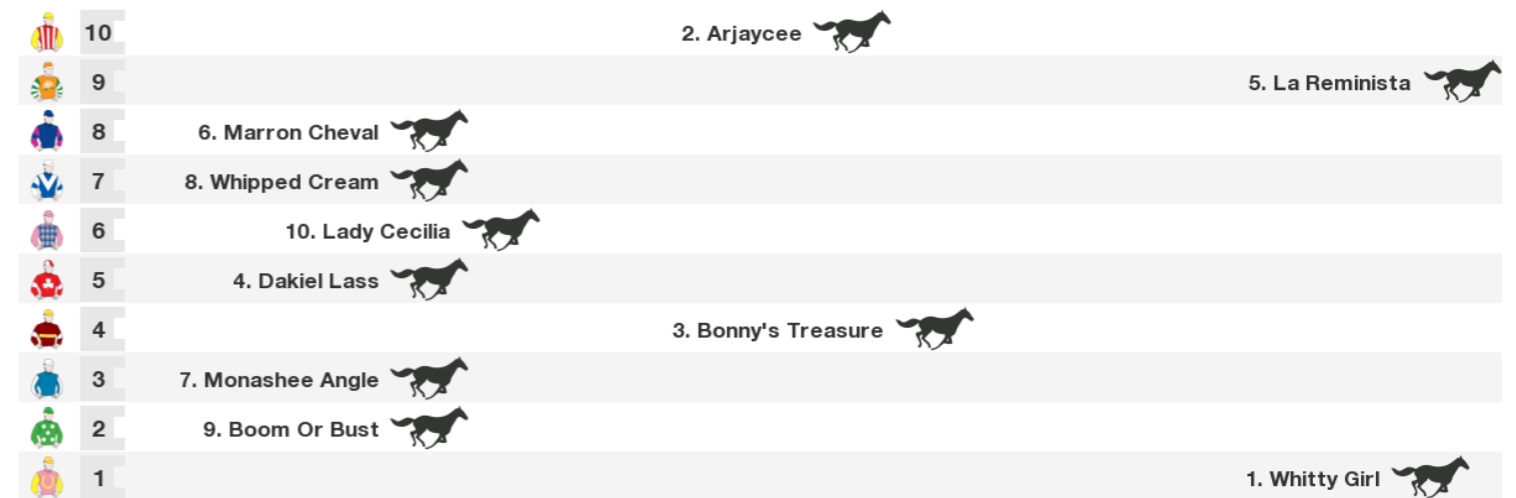 10 2. Arjaycee
9 5. La Reminista
8 6. Marron Cheval
7 8. Whipped Cream
6 10. Lady Cecilia
5 4. Dakiel Lass
4 3. Bonny's Treasure
3 7. Monashee Angle
2 9. Boom Or Bust
1 1. Whitty Girl